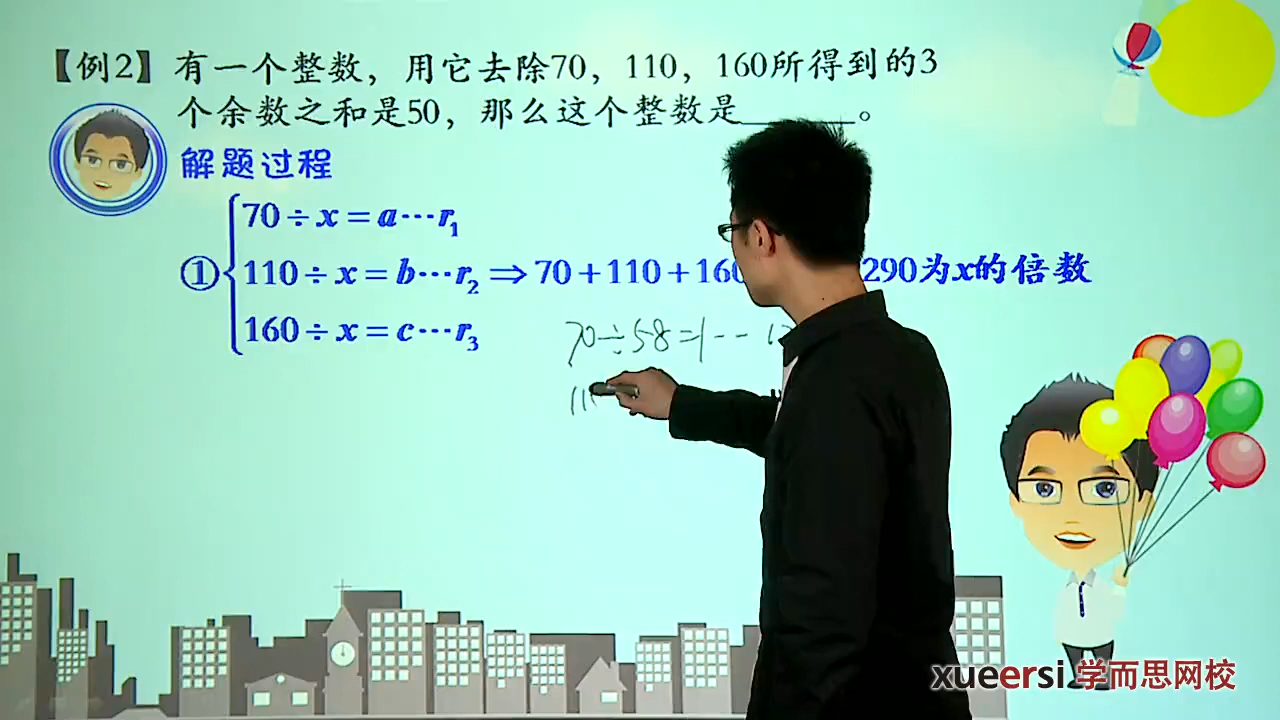 【例2】有一个整数，用它去除70，110，160所得到的3
个余数之和是50，那么这个整数是______。
解题过程
①
70÷x=a…r₁
110÷x=b…r₂⇒70+110+160
290为x的倍数
160÷x=c…r₃
70÷58=1--
11
xueersi 学而思网校